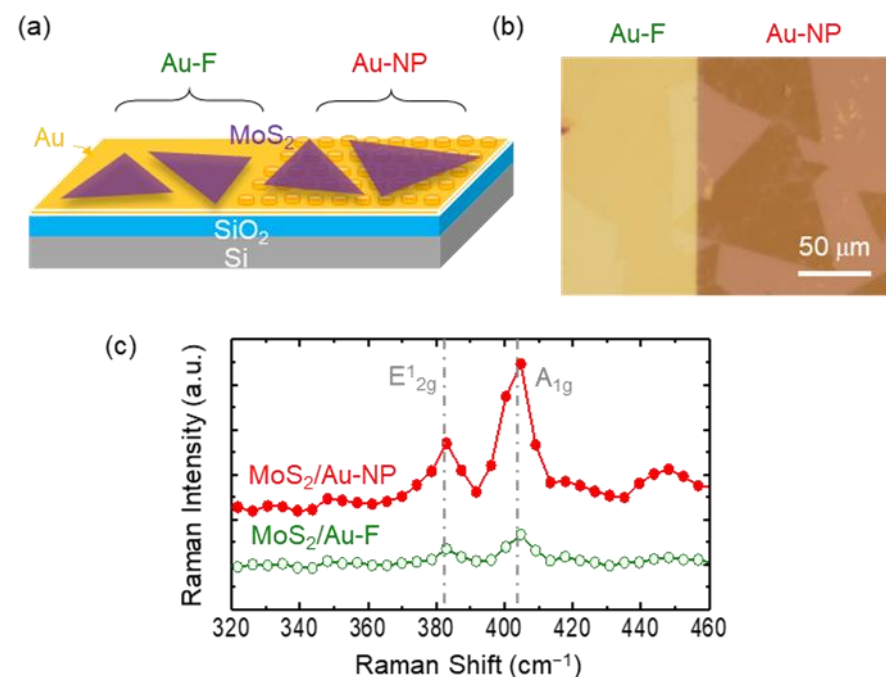 (a)
Au-F
Au-NP
Au
MoS₂
SiO₂
Si
(b)
Au-F
Au-NP
50 μm
(c)
Raman Intensity (a.u.)
E¹₂g
A₁g
MoS₂/Au-NP
MoS₂/Au-F
320 340 360 380 400 420 440 460
Raman Shift (cm⁻¹)